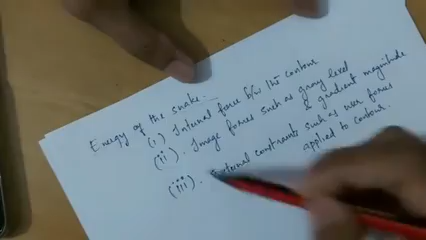 Energy of the snake:
(i) Internal force b/w the contour
(ii). Image forces such as gray level
& gradient magnitude
(iii). External constraints such as user forces
applied to contour.